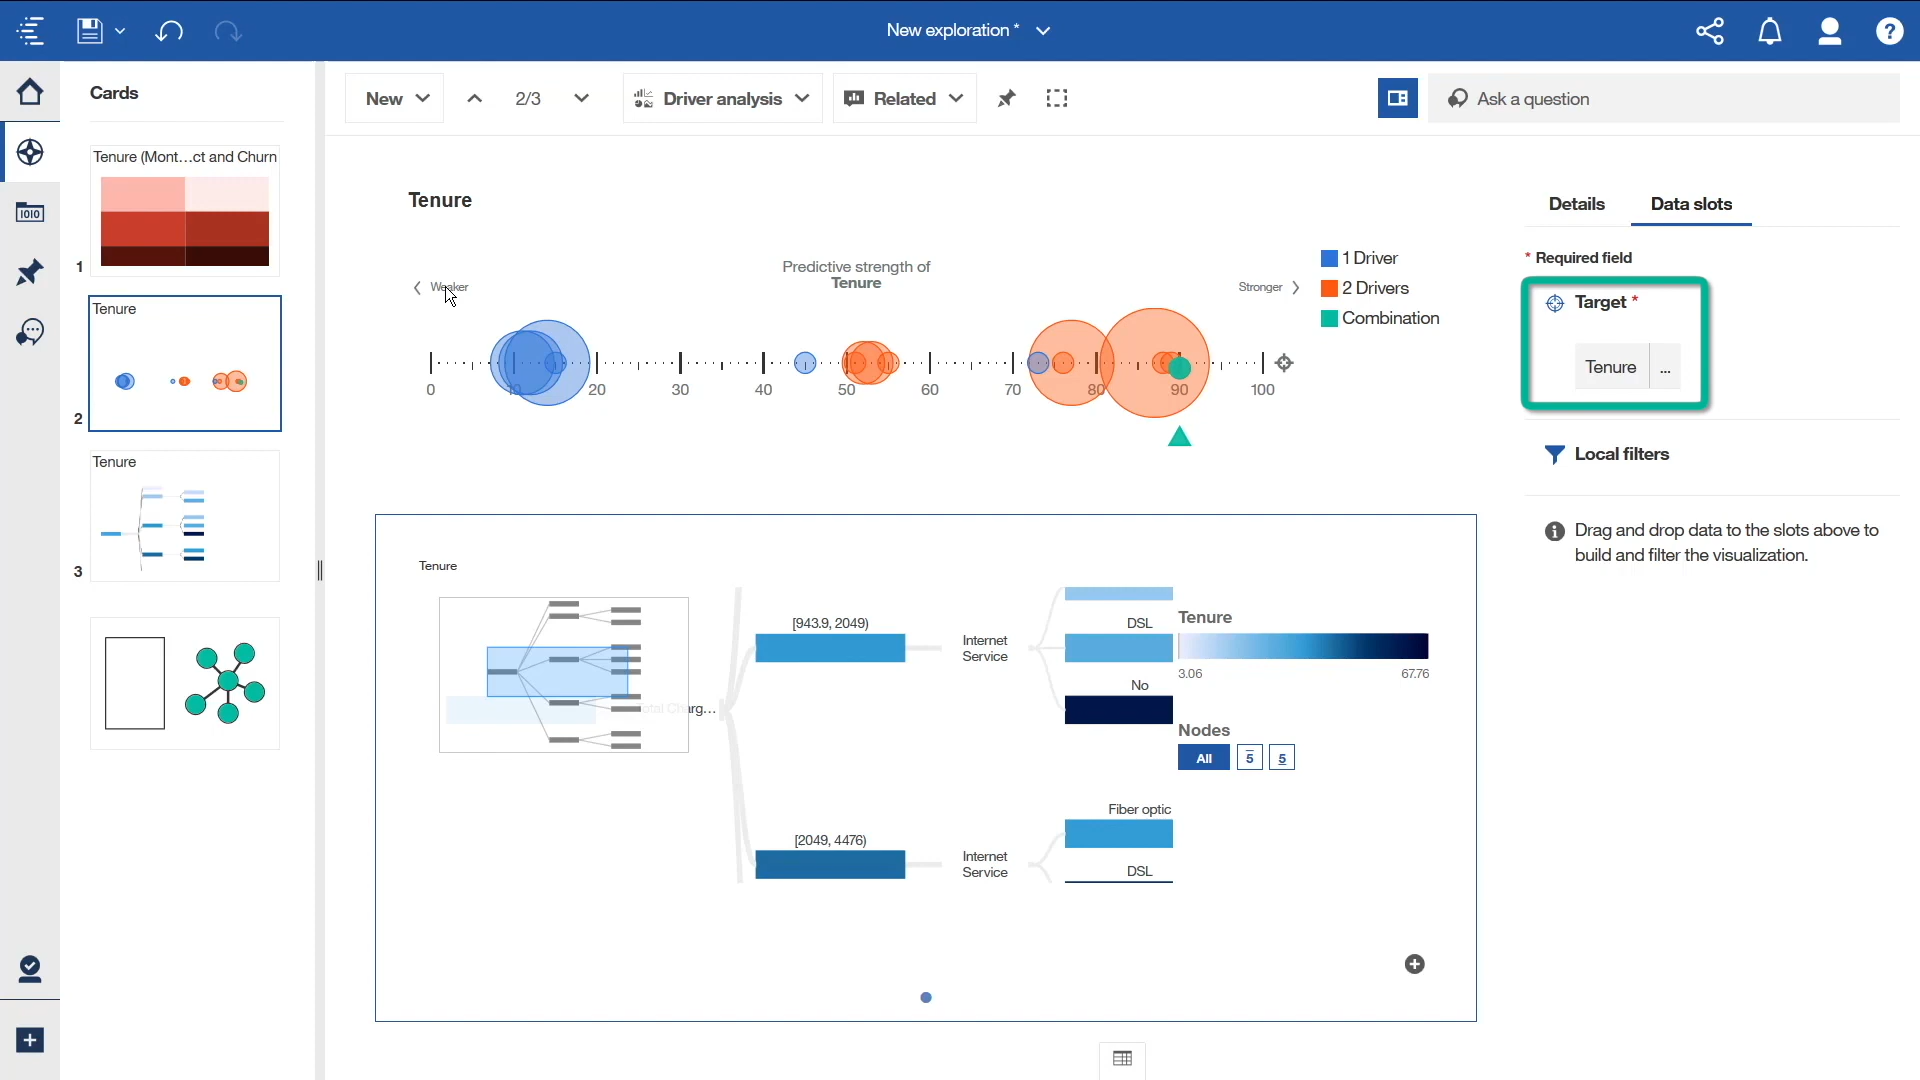 New exploration *
Cards
New
2/3
Driver analysis
Related
Ask a question
Tenure (Mont...ct and Churn
1
Tenure
2
Tenure
3
Tenure
Predictive strength of
Tenure
Weaker
Stronger
1 Driver
2 Drivers
Combination
0
10
20
30
40
50
60
70
80
90
100
Details
Data slots
* Required field
Target *
Tenure
...
Local filters
Drag and drop data to the slots above to
build and filter the visualization.
Tenure
Total Charg...
[943.9, 2049)
Internet
Service
DSL
No
[2049, 4476)
Internet
Service
Fiber optic
DSL
Tenure
3.06
67.76
Nodes
All
5
5